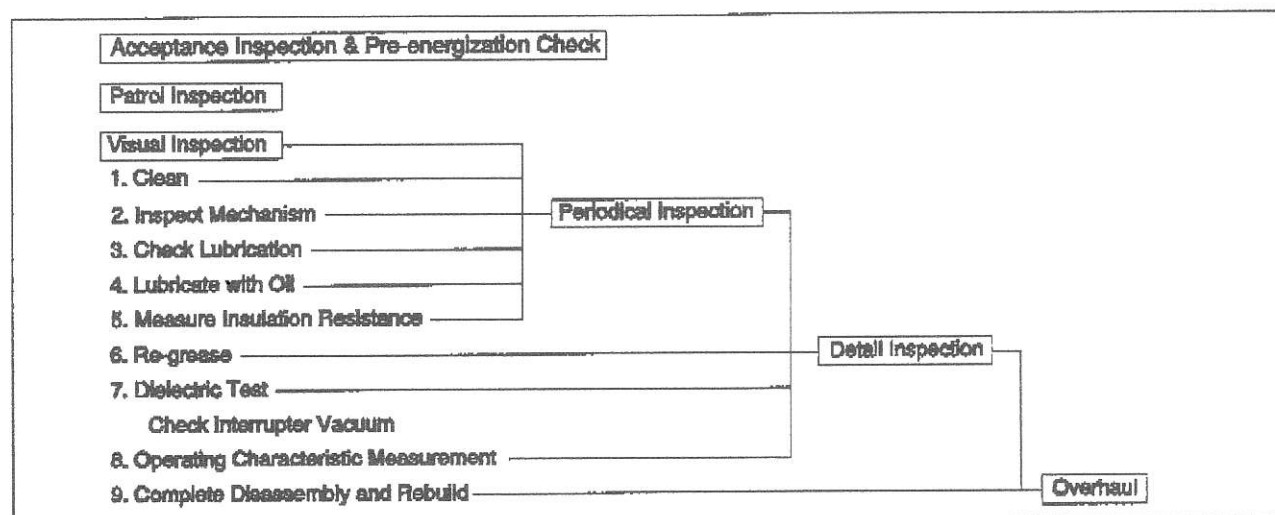 Acceptance Inspection & Pre-energization Check
Patrol Inspection
Visual Inspection
1. Clean
2. Inspect Mechanism
Periodical Inspection
3. Check Lubrication
4. Lubricate with Oil
5. Measure Insulation Resistance
6. Re-grease
Detail Inspection
7. Dielectric Test
Check Interrupter Vacuum
8. Operating Characteristic Measurement
9. Complete Disassembly and Rebuild
Overhaul